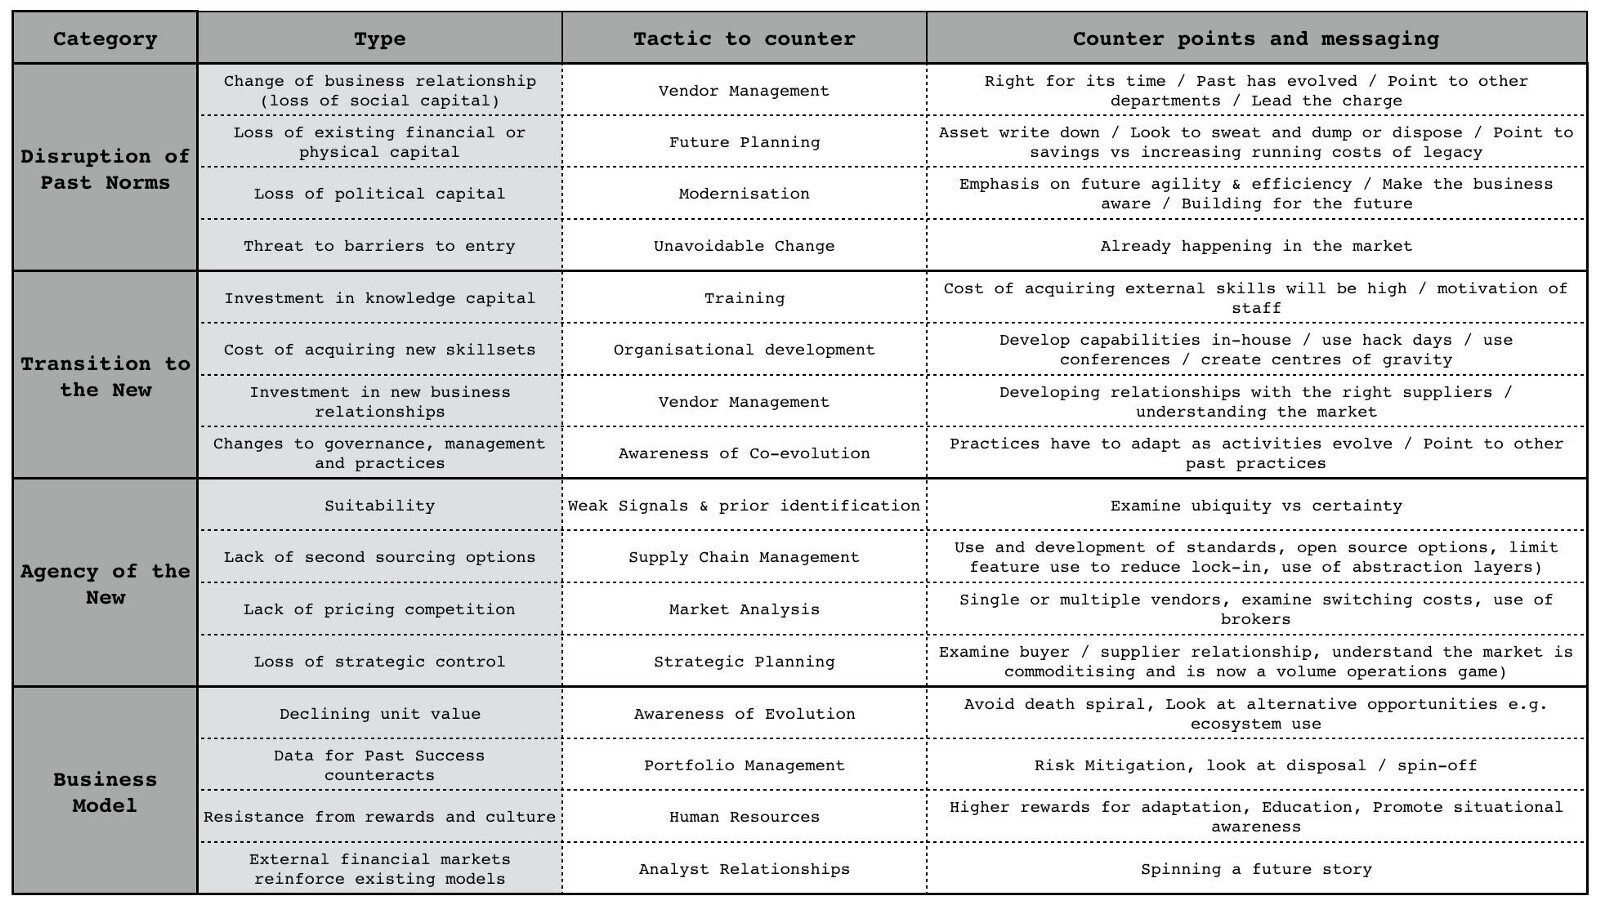 Category
Type
Tactic to counter
Counter points and messaging
Disruption of
Past Norms
Change of business relationship
(loss of social capital)
Vendor Management
Right for its time / Past has evolved / Point to other
departments / Lead the charge
Loss of existing financial or
physical capital
Future Planning
Asset write down / Look to sweat and dump or dispose / Point to
savings vs increasing running costs of legacy
Loss of political capital
Modernisation
Emphasis on future agility & efficiency / Make the business
aware / Building for the future
Threat to barriers to entry
Unavoidable Change
Already happening in the market
Transition to
the New
Investment in knowledge capital
Training
Cost of acquiring external skills will be high / motivation of
staff
Cost of acquiring new skillsets
Organisational development
Develop capabilities in-house / use hack days / use
conferences / create centres of gravity
Investment in new business
relationships
Vendor Management
Developing relationships with the right suppliers /
understanding the market
Changes to governance, management
and practices
Awareness of Co-evolution
Practices have to adapt as activities evolve / Point to other
past practices
Agency of the
New
Suitability
Weak Signals & prior identification
Examine ubiquity vs certainty
Lack of second sourcing options
Supply Chain Management
Use and development of standards, open source options, limit
feature use to reduce lock-in, use of abstraction layers)
Lack of pricing competition
Market Analysis
Single or multiple vendors, examine switching costs, use of
brokers
Loss of strategic control
Strategic Planning
Examine buyer / supplier relationship, understand the market is
commoditising and is now a volume operations game)
Business
Model
Declining unit value
Awareness of Evolution
Avoid death spiral, Look at alternative opportunities e.g.
ecosystem use
Data for Past Success
counteracts
Portfolio Management
Risk Mitigation, look at disposal / spin-off
Resistance from rewards and culture
Human Resources
Higher rewards for adaptation, Education, Promote situational
awareness
External financial markets
reinforce existing models
Analyst Relationships
Spinning a future story